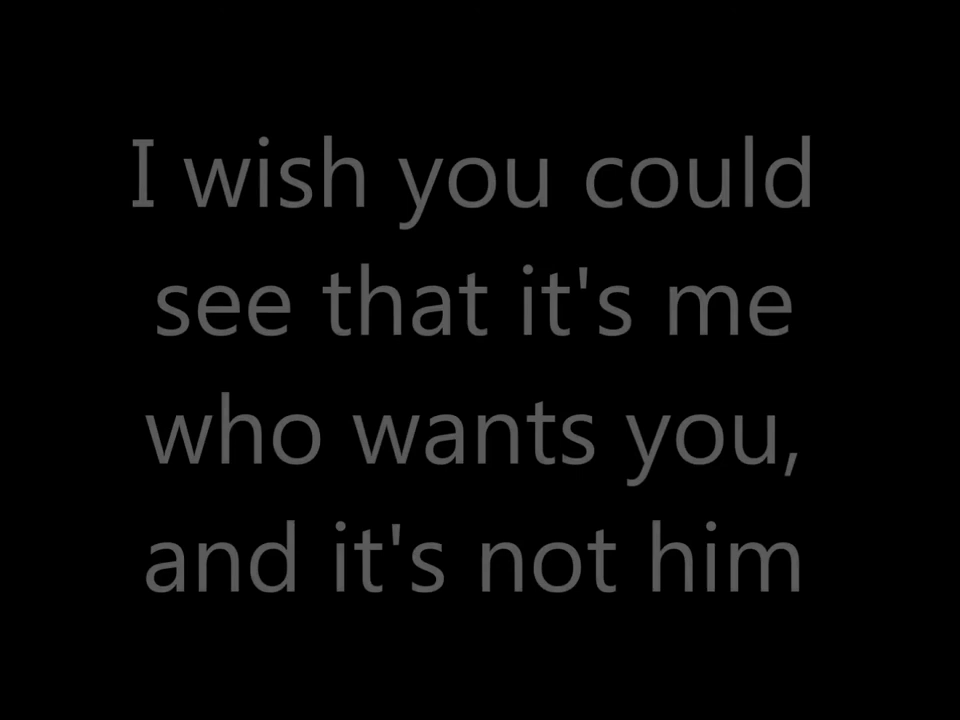 I wish you could
see that it's me
who wants you,
and it's not him